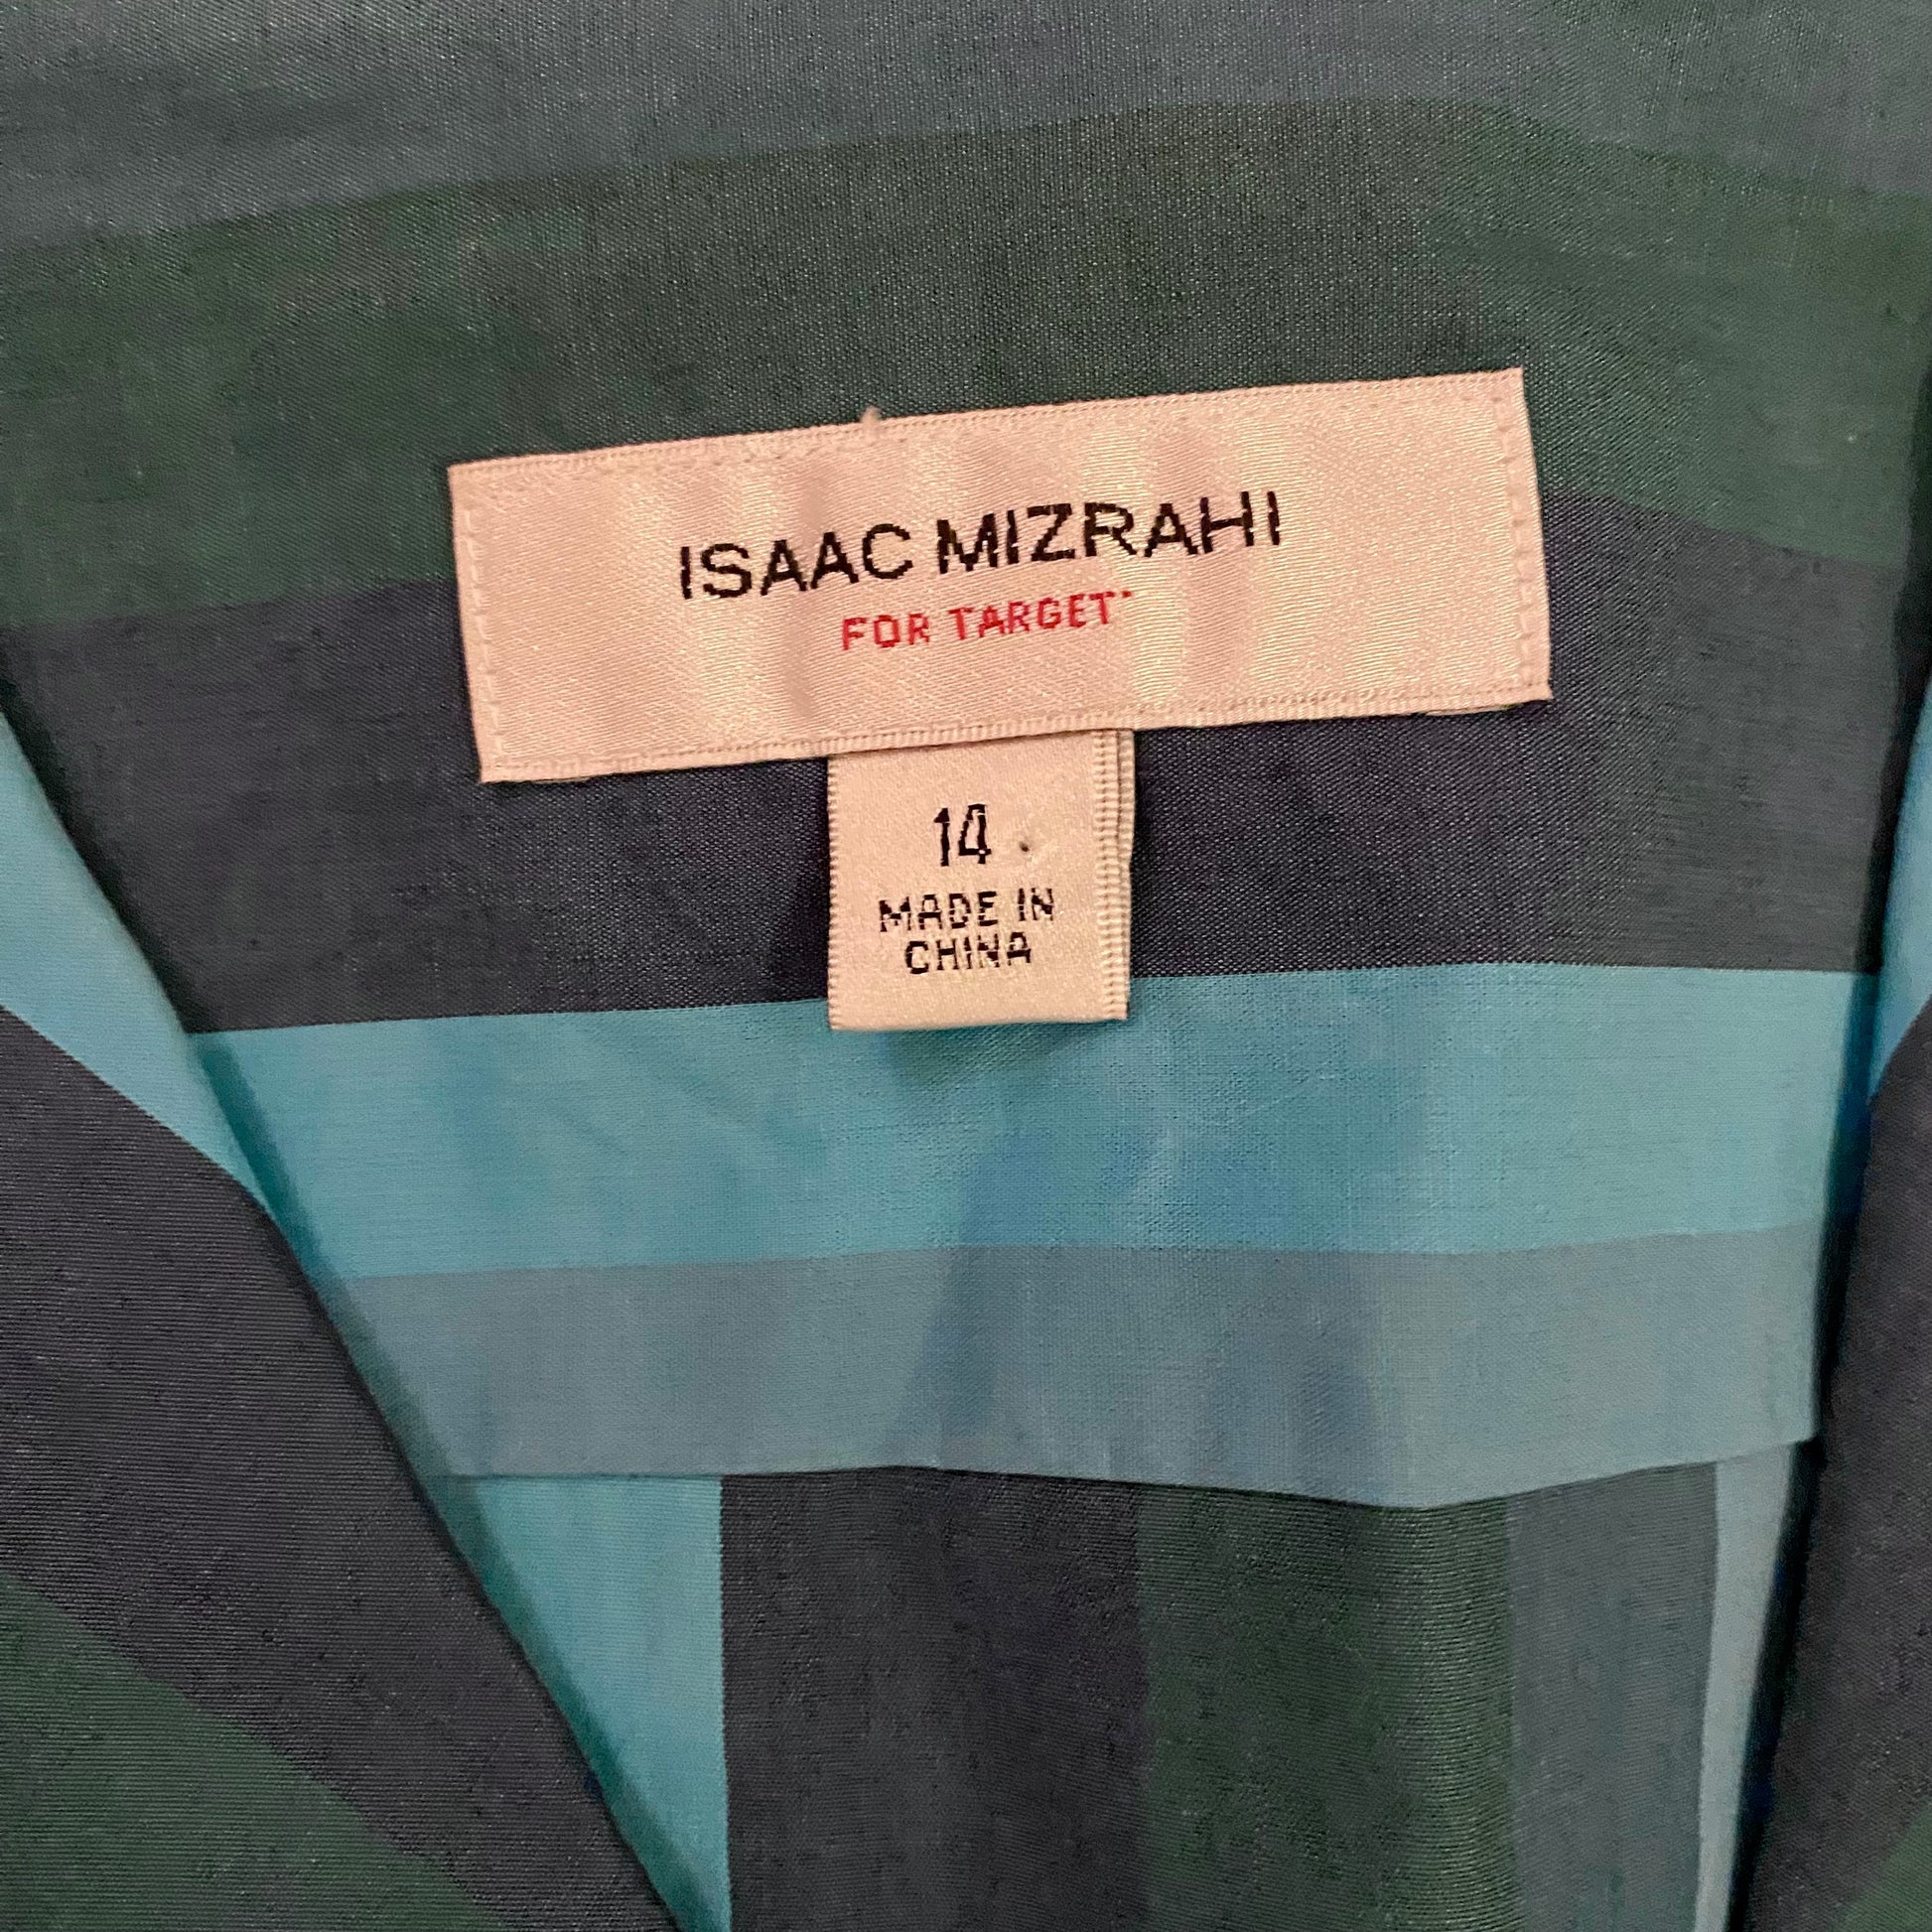 ISAAC MIZRAHI
FOR TARGET
14
MADE IN
CHINA